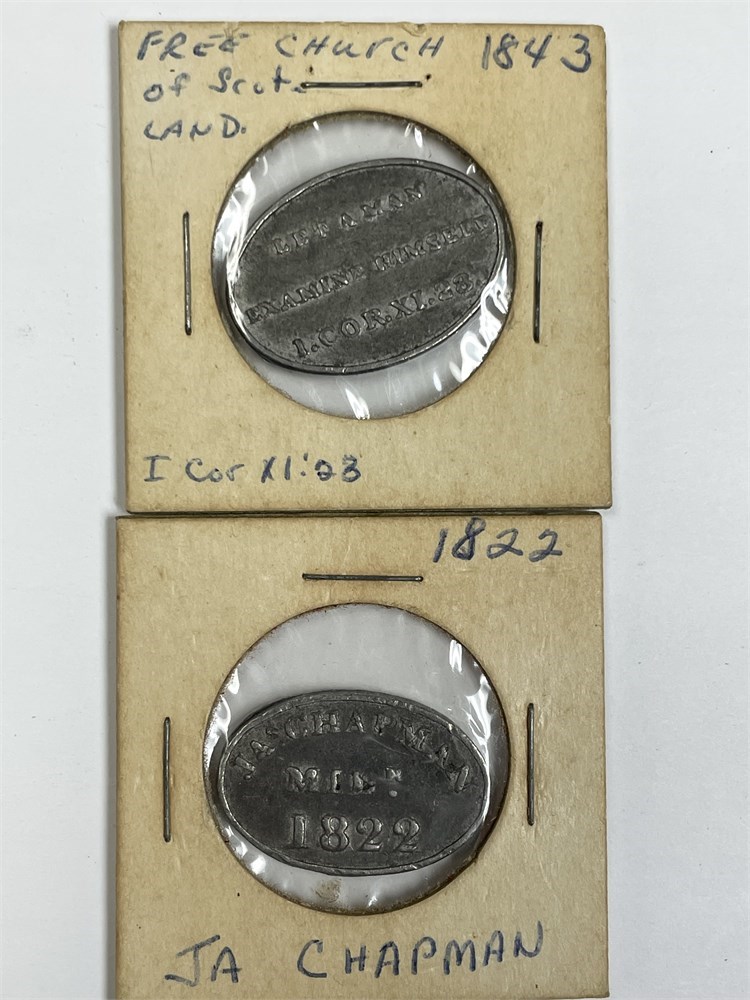 FREE CHURCH 1843
of Scot.
LAND.
LET A MAN
EXAMINE HIMSELF
I.COR.XI.28.
I Cor XI:28
1822
JAS CHAPMAN
MINR
1822
JA CHAPMAN